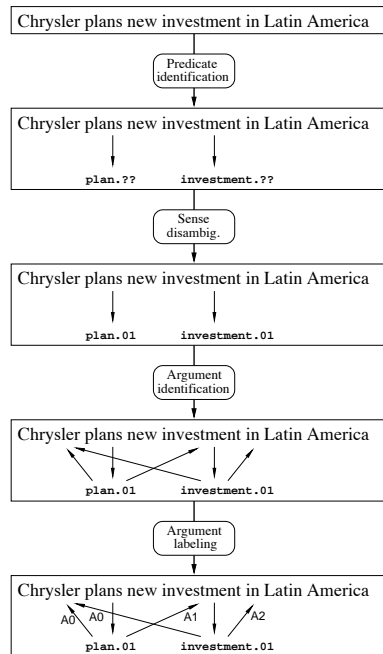 Chrysler plans new investment in Latin America
Predicate
identification
Chrysler plans new investment in Latin America
plan.?? investment.??
Sense
disambig.
Chrysler plans new investment in Latin America
plan.01 investment.01
Argument
identification
Chrysler plans new investment in Latin America
plan.01 investment.01
Argument
labeling
Chrysler plans new investment in Latin America
A0 A0 A1 A2
plan.01 investment.01